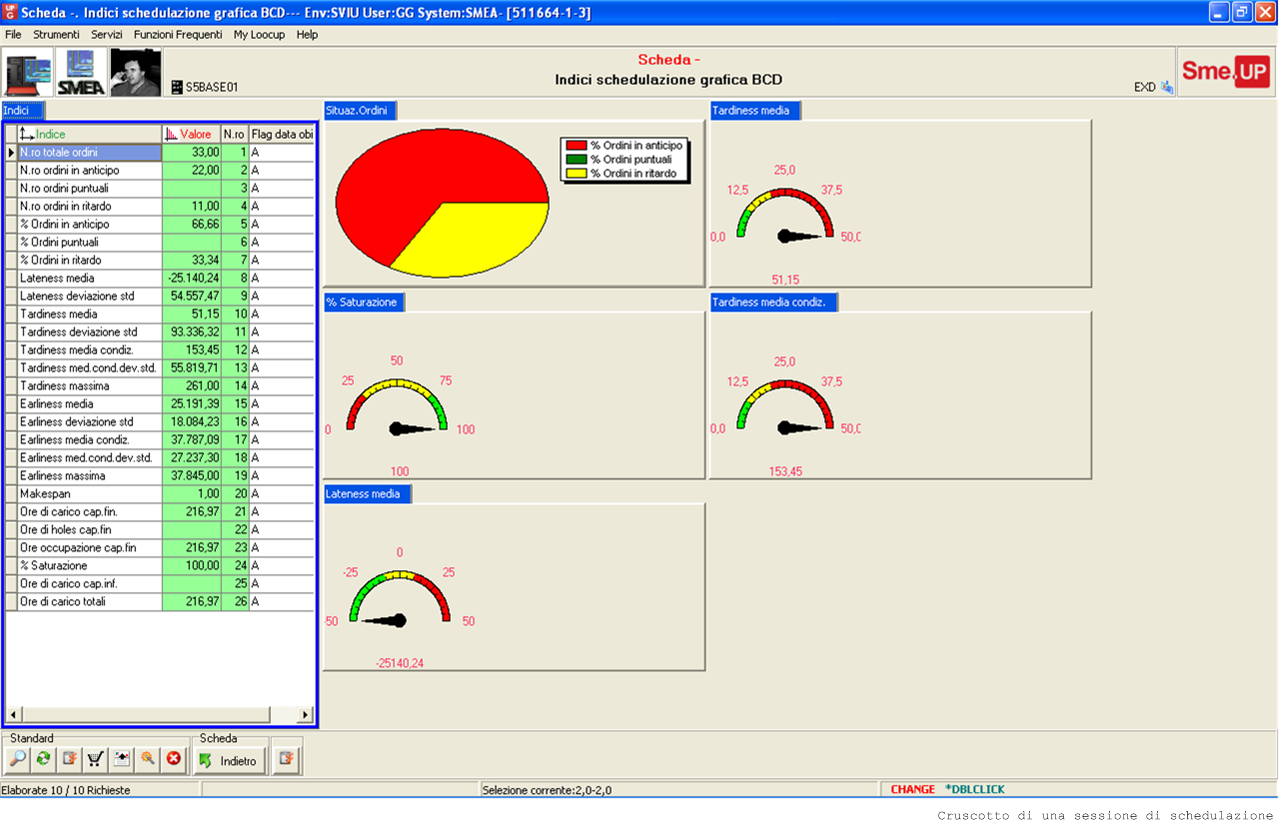 Scheda -. Indici schedulazione grafica BCD--- Env:SVIU User:GG System:SMEA- [511664-1-3]
File Strumenti Servizi Funzioni Frequenti My Loocup Help
SMEA
S5BASE01
Scheda -
Indici schedulazione grafica BCD
EXD
Sme.UP
Indici
Indice Valore N.ro Flag data obi
N.ro totale ordini 33,00 1 A
N.ro ordini in anticipo 22,00 2 A
N.ro ordini puntuali 3 A
N.ro ordini in ritardo 11,00 4 A
% Ordini in anticipo 66,66 5 A
% Ordini puntuali 6 A
% Ordini in ritardo 33,34 7 A
Lateness media -25.140,24 8 A
Lateness deviazione std 54.557,47 9 A
Tardiness media 51,15 10 A
Tardiness deviazione std 93.336,32 11 A
Tardiness media condiz. 153,45 12 A
Tardiness med.cond.dev.std. 55.819,71 13 A
Tardiness massima 261,00 14 A
Earliness media 25.191,39 15 A
Earliness deviazione std 18.084,23 16 A
Earliness media condiz. 37.787,09 17 A
Earliness med.cond.dev.std. 27.237,30 18 A
Earliness massima 37.845,00 19 A
Makespan 1,00 20 A
Ore di carico cap.fin. 216,97 21 A
Ore di holes cap.fin 22 A
Ore occupazione cap.fin 216,97 23 A
% Saturazione 100,00 24 A
Ore di carico cap.inf. 25 A
Ore di carico totali 216,97 26 A
Situaz.Ordini
% Ordini in anticipo
% Ordini puntuali
% Ordini in ritardo
Tardiness media
0,0 12,5 25,0 37,5 50,0
51,15
% Saturazione
0 25 50 75 100
100
Tardiness media condiz.
0,0 12,5 25,0 37,5 50,0
153,45
Lateness media
-50 -25 0 25 50
-25140,24
Standard
Scheda
Indietro
Elaborate 10 / 10 Richieste
Selezione corrente:2,0-2,0
CHANGE *DBLCLICK
Cruscotto di una sessione di schedulazione